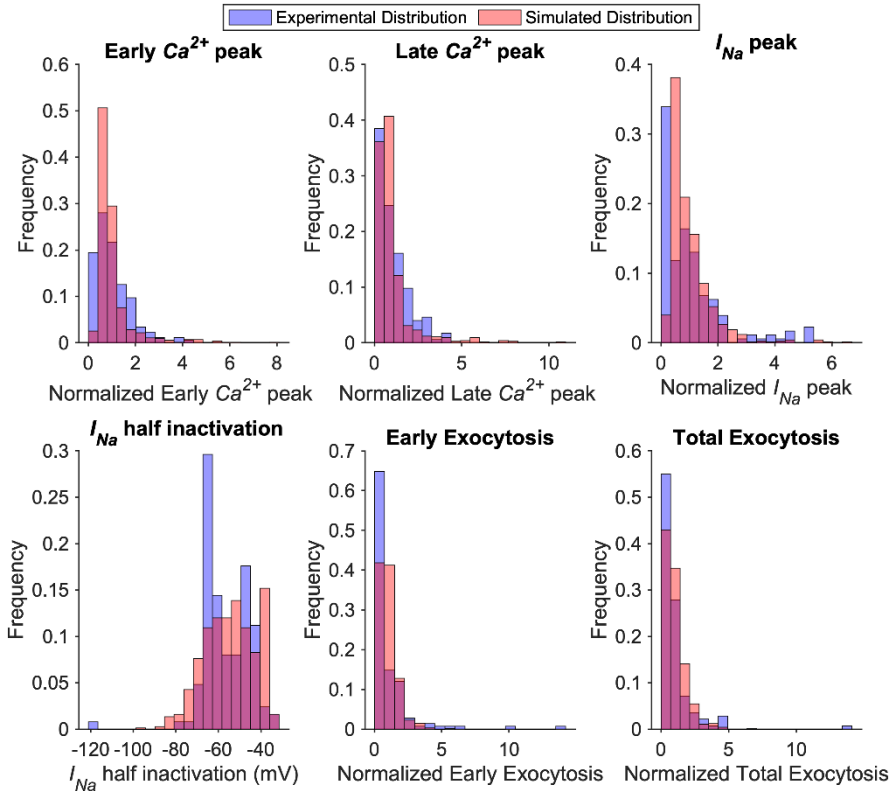 Experimental Distribution Simulated Distribution
Early Ca²⁺ peak
Frequency
0.6
0.5
0.4
0.3
0.2
0.1
0
0 2 4 6 8
Normalized Early Ca²⁺ peak
Late Ca²⁺ peak
Frequency
0.5
0.4
0.3
0.2
0.1
0
0 5 10
Normalized Late Ca²⁺ peak
I_Na peak
Frequency
0.4
0.3
0.2
0.1
0
0 2 4 6
Normalized I_Na peak
I_Na half inactivation
Frequency
0.3
0.25
0.2
0.15
0.1
0.05
0
-120 -100 -80 -60 -40
I_Na half inactivation (mV)
Early Exocytosis
Frequency
0.7
0.6
0.5
0.4
0.3
0.2
0.1
0
0 5 10
Normalized Early Exocytosis
Total Exocytosis
Frequency
0.6
0.5
0.4
0.3
0.2
0.1
0
0 5 10
Normalized Total Exocytosis